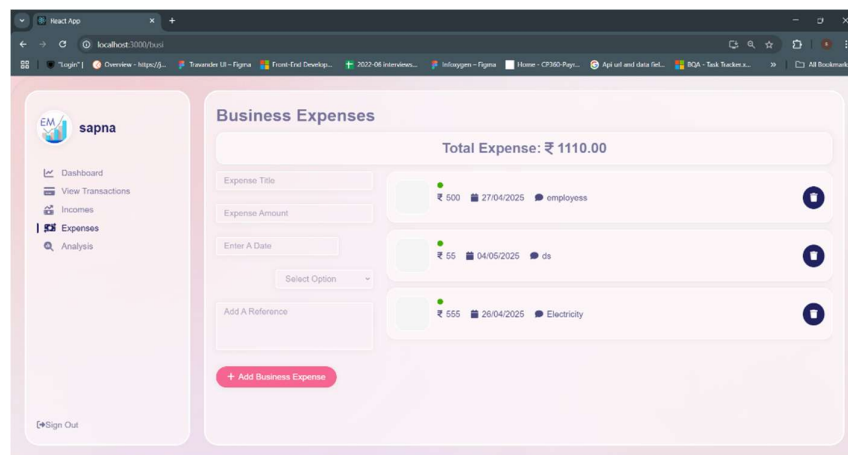 React App
localhost:3000/busi
"Login" |
Overview - https://j...
Travander UI – Figma
Front-End Develop...
2022-06 interviews...
Infoxygen – Figma
Home - CP360-Payr...
Api url and data fiel...
BQA - Task Tracker.x...
All Bookmarks
EM
sapna
Dashboard
View Transactions
Incomes
Expenses
Analysis
Sign Out
Business Expenses
Total Expense: ₹ 1110.00
Expense Title
Expense Amount
Enter A Date
Select Option
Add A Reference
+ Add Business Expense
₹ 500 27/04/2025 employess
₹ 55 04/05/2025 ds
₹ 555 26/04/2025 Electricity